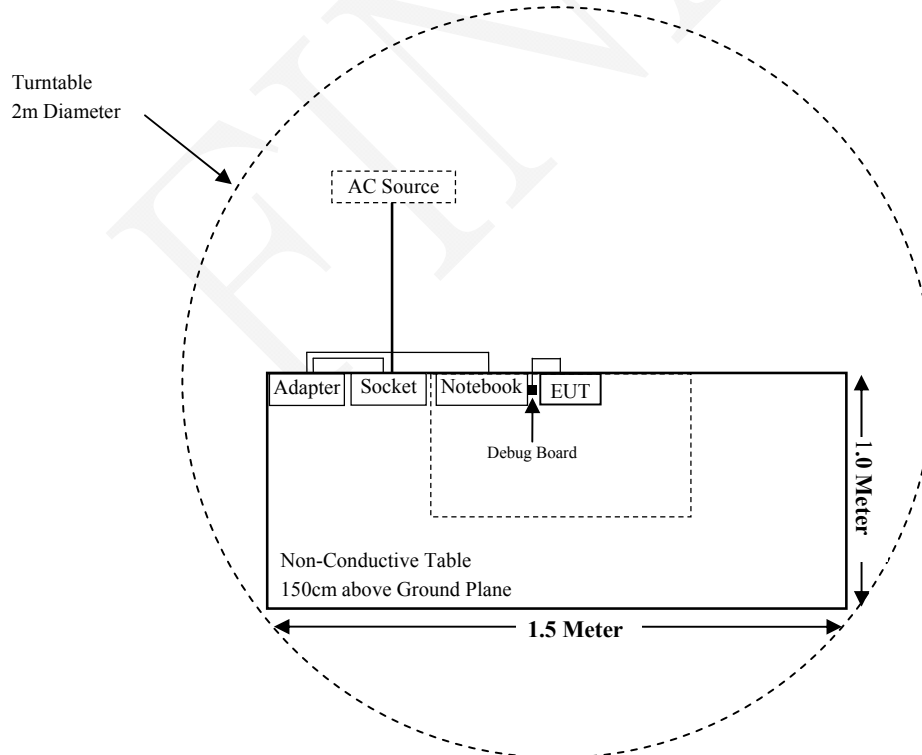 Turntable
2m Diameter
AC Source
Adapter
Socket
Notebook
EUT
Debug Board
1.0 Meter
Non-Conductive Table
150cm above Ground Plane
1.5 Meter